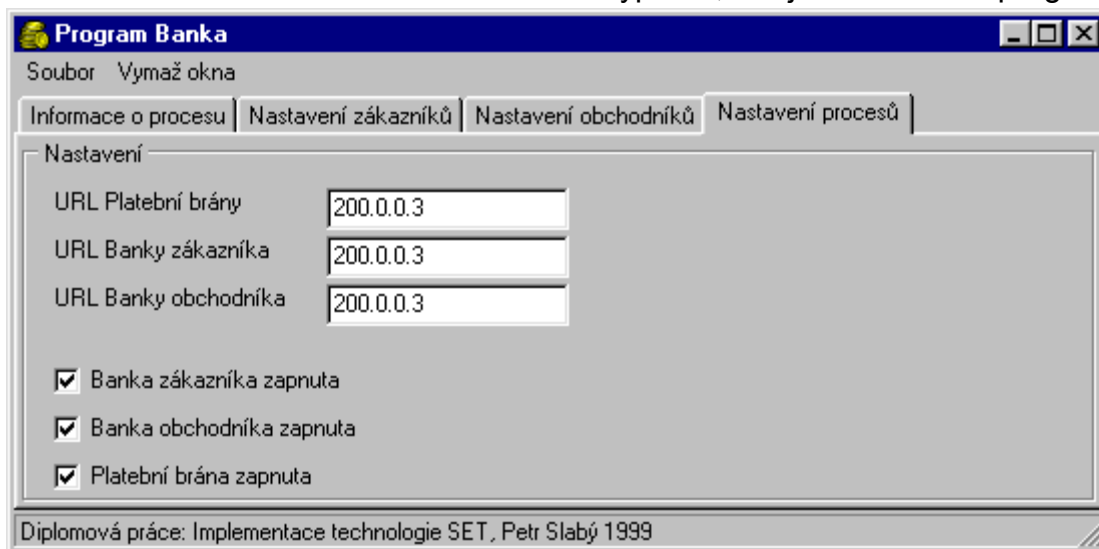 Program Banka
Soubor Vymaž okna
Informace o procesu Nastavení zákazníků Nastavení obchodníků Nastavení procesů
Nastavení
URL Platební brány 200.0.0.3
URL Banky zákazníka 200.0.0.3
URL Banky obchodníka 200.0.0.3
Banka zákazníka zapnuta
Banka obchodníka zapnuta
Platební brána zapnuta
Diplomová práce: Implementace technologie SET, Petr Slabý 1999